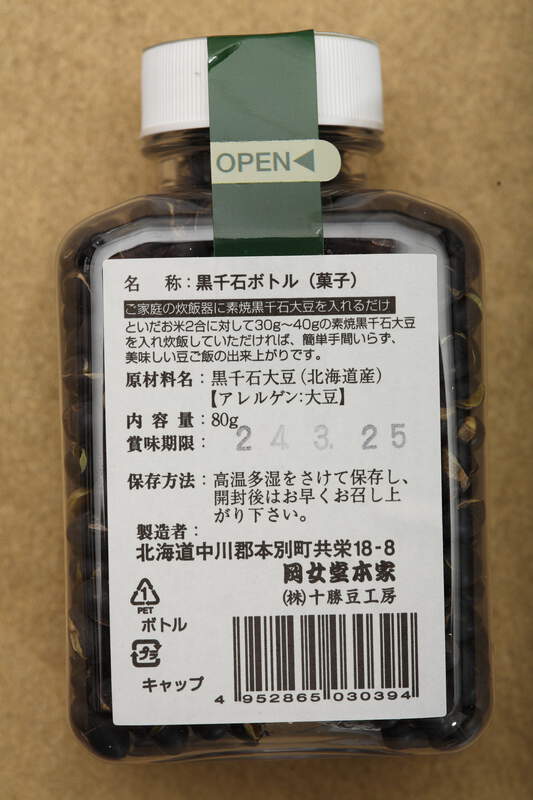 OPEN◀
名　称：黒千石ボトル（菓子）
ご家庭の炊飯器に素焼黒千石大豆を入れるだけ
といだお米2合に対して30g～40gの素焼黒千石大豆
を入れ炊飯していただければ、簡単手間いらず、
美味しい豆ご飯の出来上がりです。
原材料名：黒千石大豆（北海道産）
【アレルゲン：大豆】
内容量：80g
賞味期限：24.3.25
保存方法：高温多湿をさけて保存し、
開封後はお早くお召し上
がり下さい。
製造者：
北海道中川郡本別町共栄18-8
岡女堂本家
（株）十勝豆工房
1
PET
ボトル
プラ
キャップ
4 952865 030394